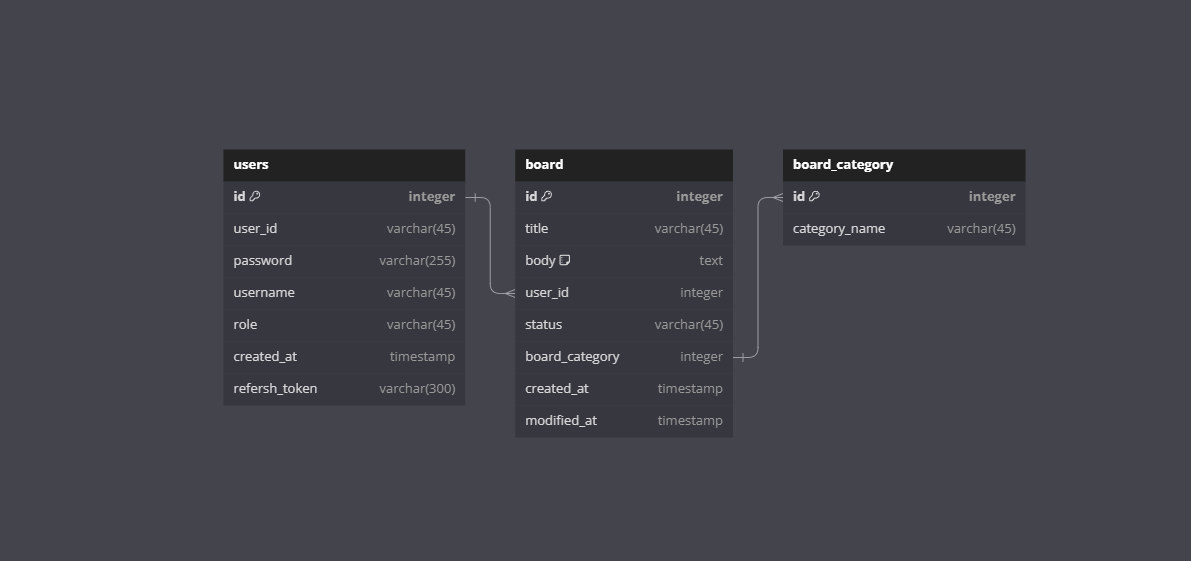 users
id integer
user_id varchar(45)
password varchar(255)
username varchar(45)
role varchar(45)
created_at timestamp
refersh_token varchar(300)
board
id integer
title varchar(45)
body text
user_id integer
status varchar(45)
board_category integer
created_at timestamp
modified_at timestamp
board_category
id integer
category_name varchar(45)